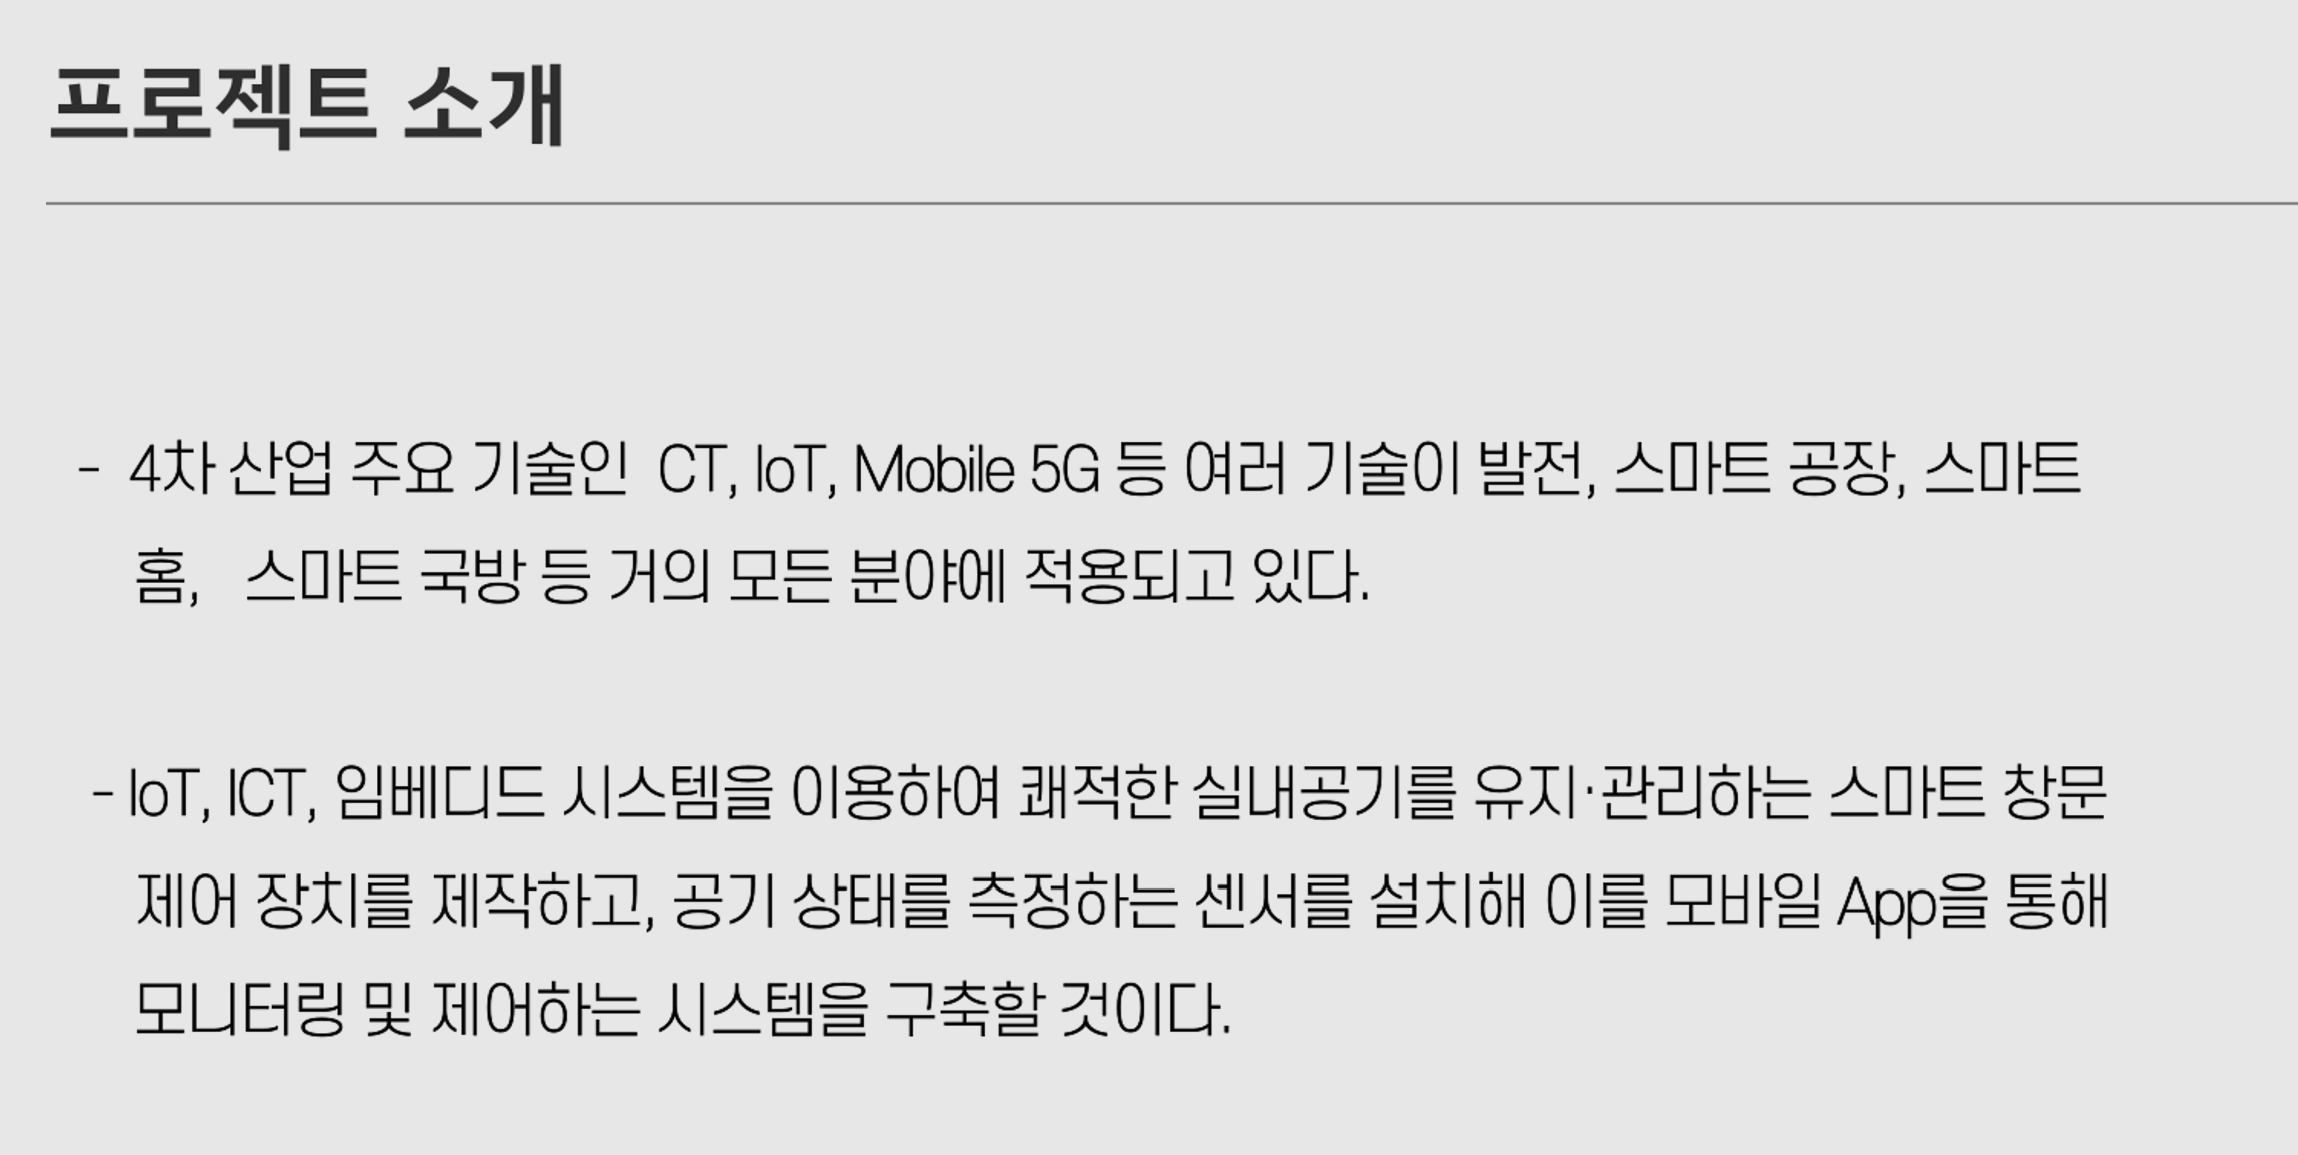 프로젝트 소개
- 4차 산업 주요 기술인  CT, IoT, Mobile 5G 등 여러 기술이 발전, 스마트 공장, 스마트
홈,   스마트 국방 등 거의 모든 분야에 적용되고 있다.
- IoT, ICT, 임베디드 시스템을 이용하여 쾌적한 실내공기를 유지·관리하는 스마트 창문
제어 장치를 제작하고, 공기 상태를 측정하는 센서를 설치해 이를 모바일 App을 통해
모니터링 및 제어하는 시스템을 구축할 것이다.